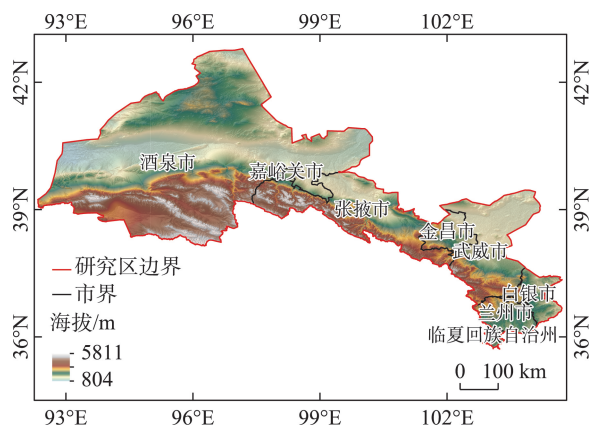 93°E 96°E 99°E 102°E
42°N 42°N
酒泉市
嘉峪关市
39°N 39°N
张掖市
金昌市
武威市
研究区边界
市界
白银市
兰州市
海拔/m
36°N 36°N
临夏回族自治州
5811
804
0 100 km
93°E 96°E 99°E 102°E